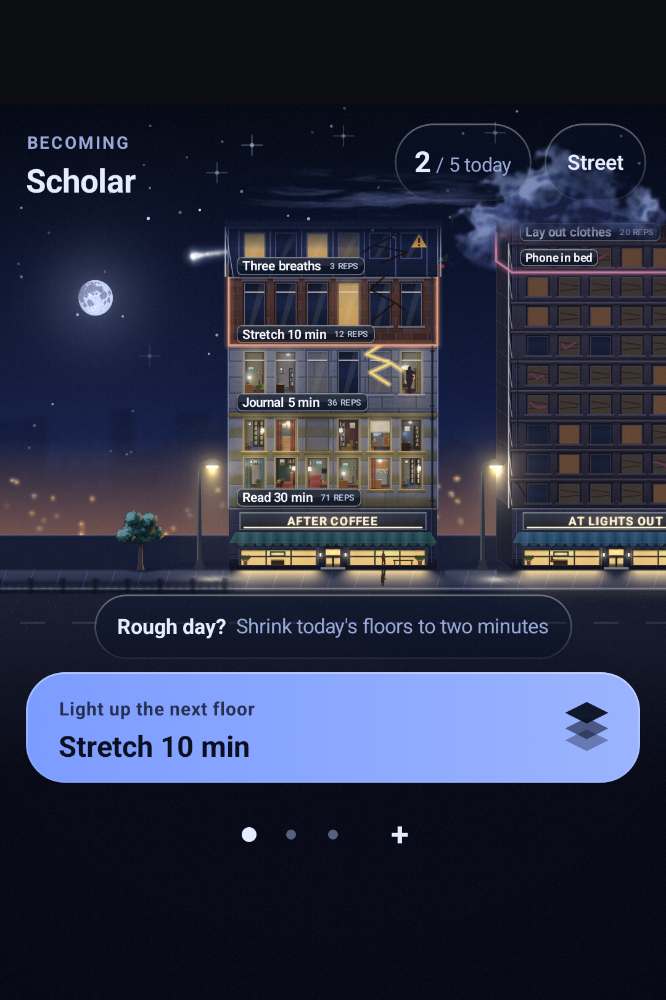 BECOMING
Scholar
2 / 5 today
Street
Three breaths 3 REPS
Stretch 10 min 12 REPS
Journal 5 min 36 REPS
Read 30 min 71 REPS
AFTER COFFEE
Lay out clothes 20 REPS
Phone in bed
AT LIGHTS OUT
Rough day? Shrink today's floors to two minutes
Light up the next floor
Stretch 10 min
+